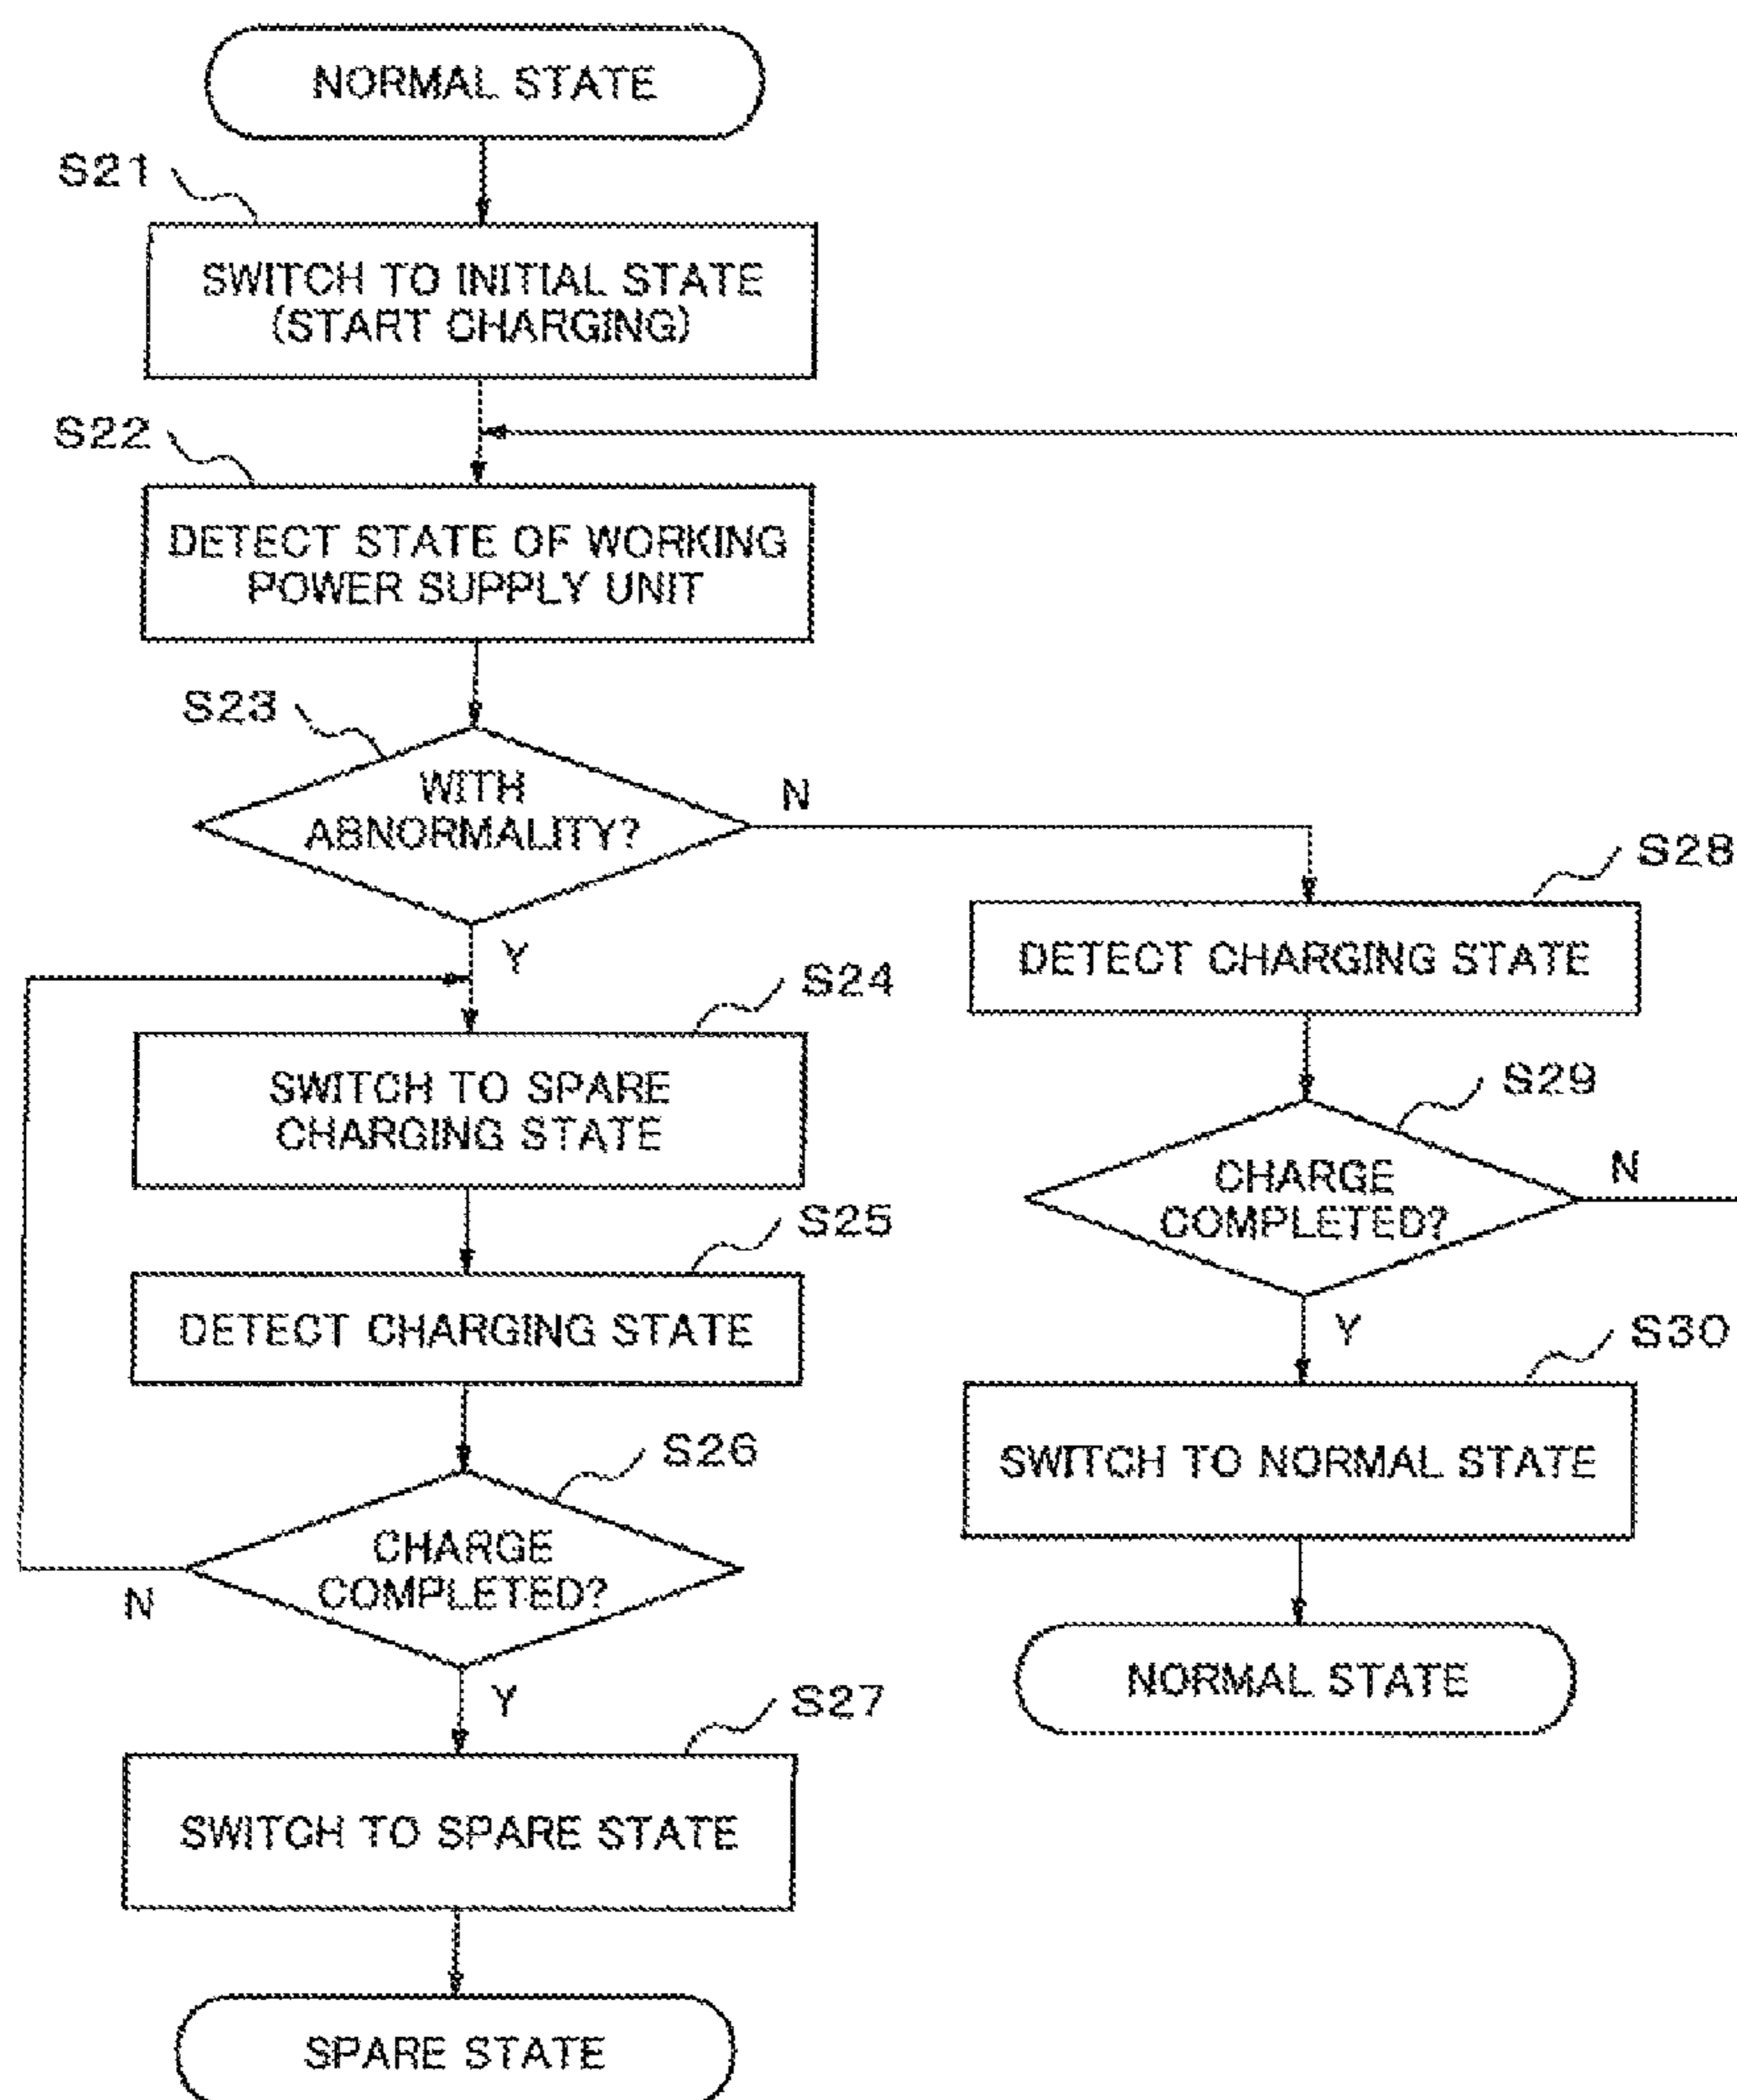 NORMAL STATE
S21
SWITCH TO INITIAL STATE
(START CHARGING)
S22
DETECT STATE OF WORKING
POWER SUPPLY UNIT
S23
WITH
ABNORMALITY?
N
Y
S28
DETECT CHARGING STATE
S24
SWITCH TO SPARE
CHARGING STATE
S29
CHARGE
COMPLETED?
N
Y
S25
DETECT CHARGING STATE
S30
SWITCH TO NORMAL STATE
S26
CHARGE
COMPLETED?
N
Y
NORMAL STATE
S27
SWITCH TO SPARE STATE
SPARE STATE